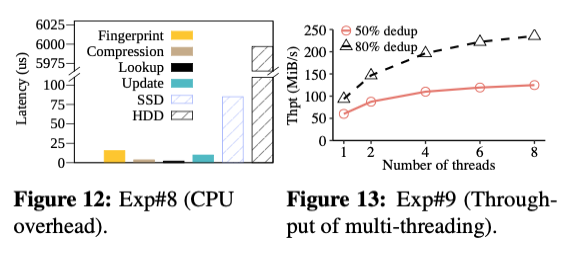 6025
6000
5975
100
75
50
25
0
Latency (us)
Fingerprint
Compression
Lookup
Update
SSD
HDD
Figure 12: Exp#8 (CPU
overhead).
250
200
150
100
50
0
Thpt (MiB/s)
50% dedup
80% dedup
1 2 4 6 8
Number of threads
Figure 13: Exp#9 (Through-
put of multi-threading).